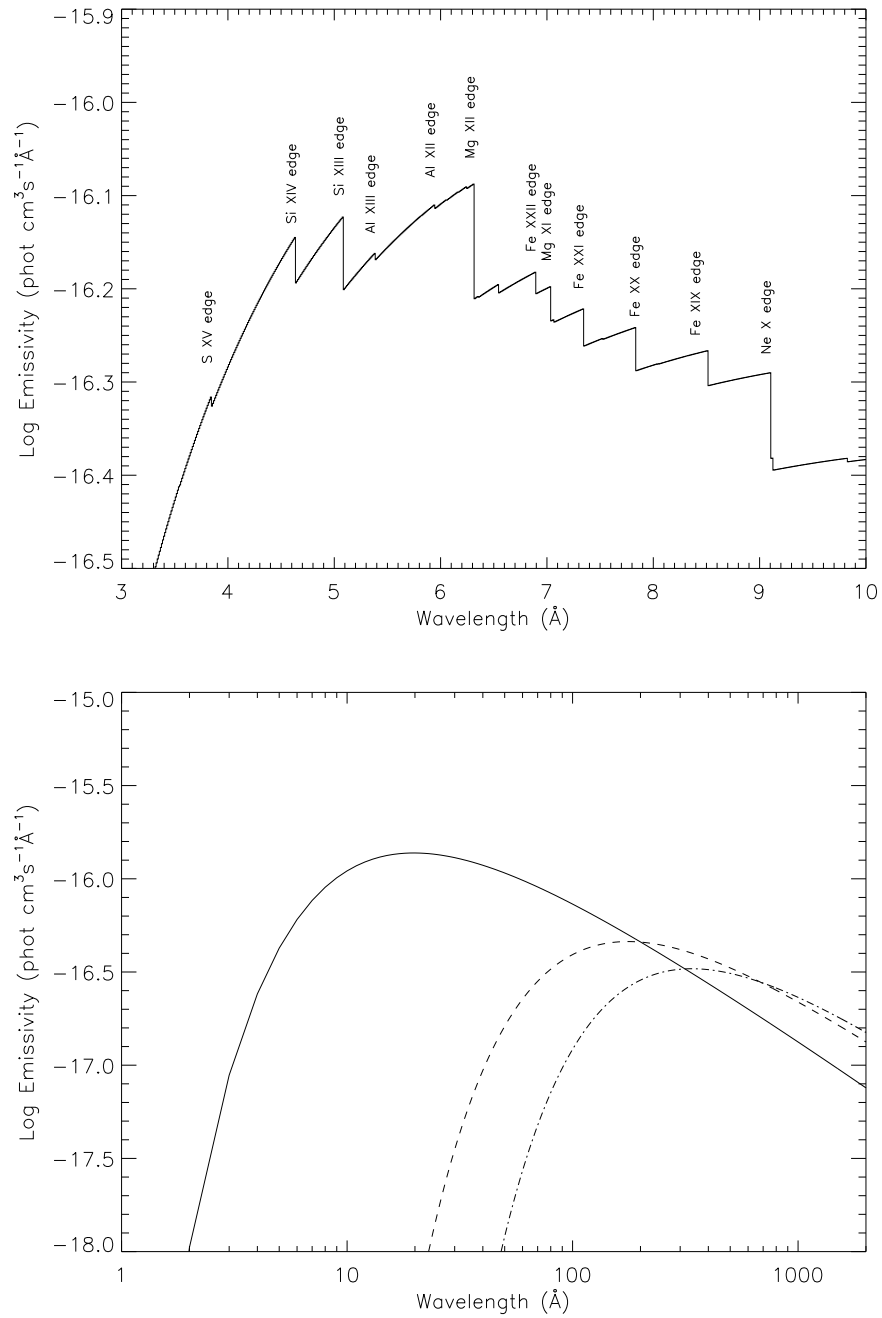 Log Emissivity (phot cm³s⁻¹Å⁻¹)
−15.9
−16.0
−16.1
−16.2
−16.3
−16.4
−16.5
S XV edge
Si XIV edge
Si XIII edge
Al XIII edge
Al XII edge
Mg XII edge
Fe XXII edge
Mg XI edge
Fe XXI edge
Fe XX edge
Fe XIX edge
Ne X edge
3 4 5 6 7 8 9 10
Wavelength (Å)
Log Emissivity (phot cm³s⁻¹Å⁻¹)
−15.0
−15.5
−16.0
−16.5
−17.0
−17.5
−18.0
1 10 100 1000
Wavelength (Å)